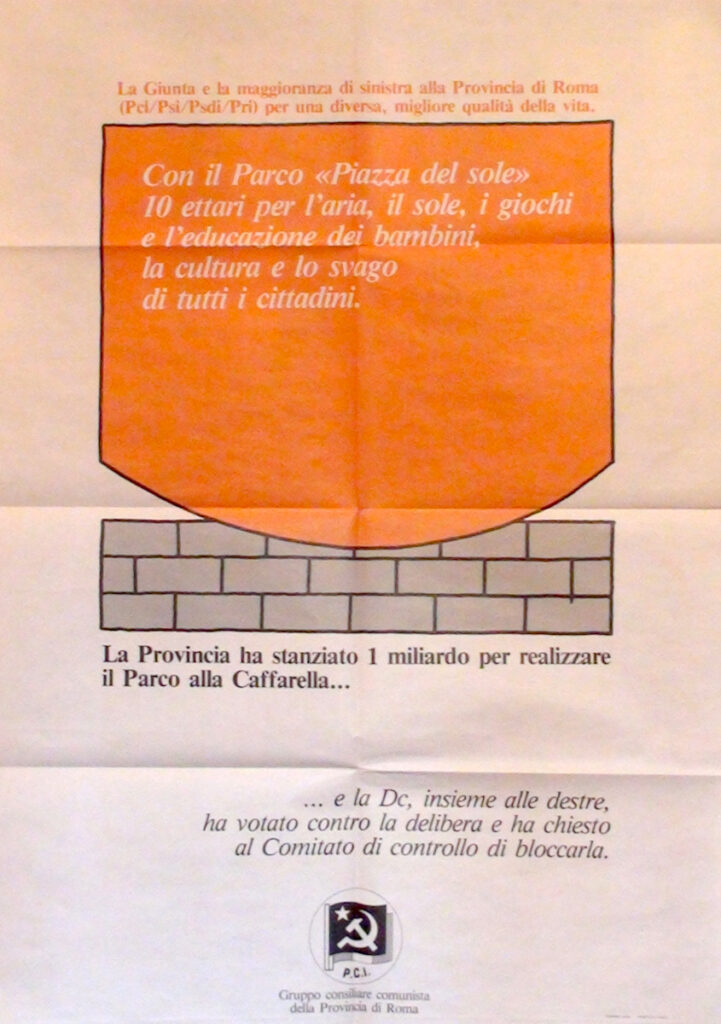 La Giunta e la maggioranza di sinistra alla Provincia di Roma
(Pci/Psi/Psdi/Pri) per una diversa, migliore qualità della vita.
Con il Parco «Piazza del sole»
10 ettari per l'aria, il sole, i giochi
e l'educazione dei bambini,
la cultura e lo svago
di tutti i cittadini.
La Provincia ha stanziato 1 miliardo per realizzare
il Parco alla Caffarella...
... e la Dc, insieme alle destre,
ha votato contro la delibera e ha chiesto
al Comitato di controllo di bloccarla.
P.C.I.
Gruppo consiliare comunista
della Provincia di Roma